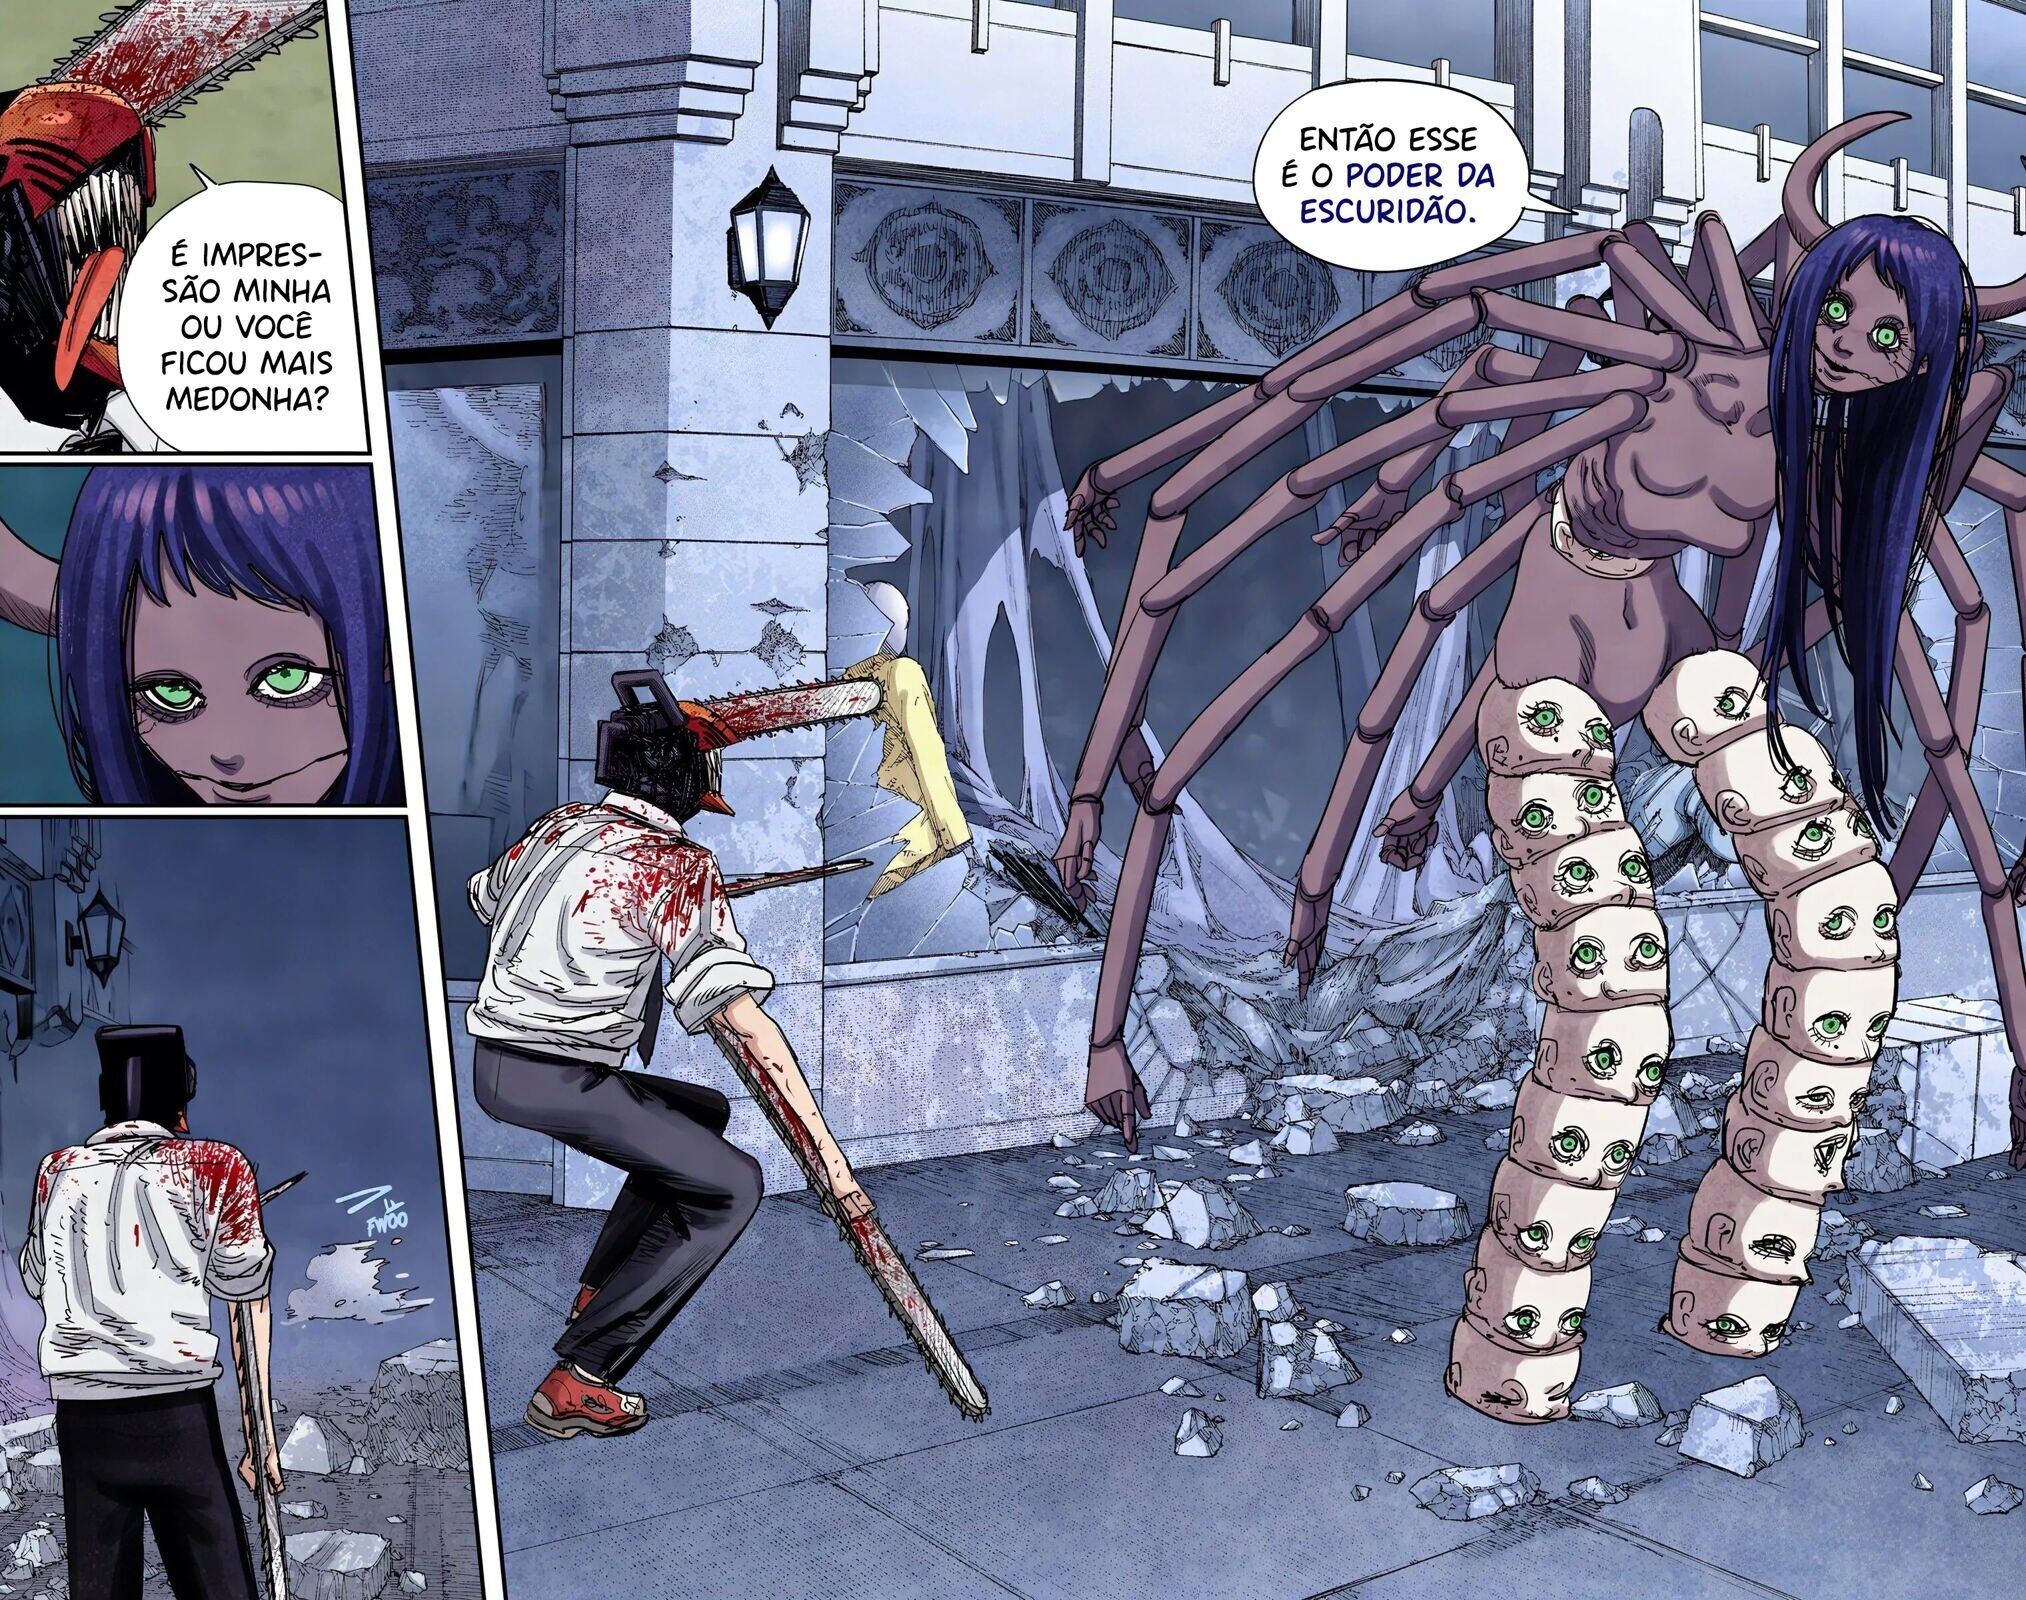 ENTÃO ESSE
É O PODER DA
ESCURIDÃO.
É IMPRES-
SÃO MINHA
OU VOCÊ
FICOU MAIS
MEDONHA?
FWOO